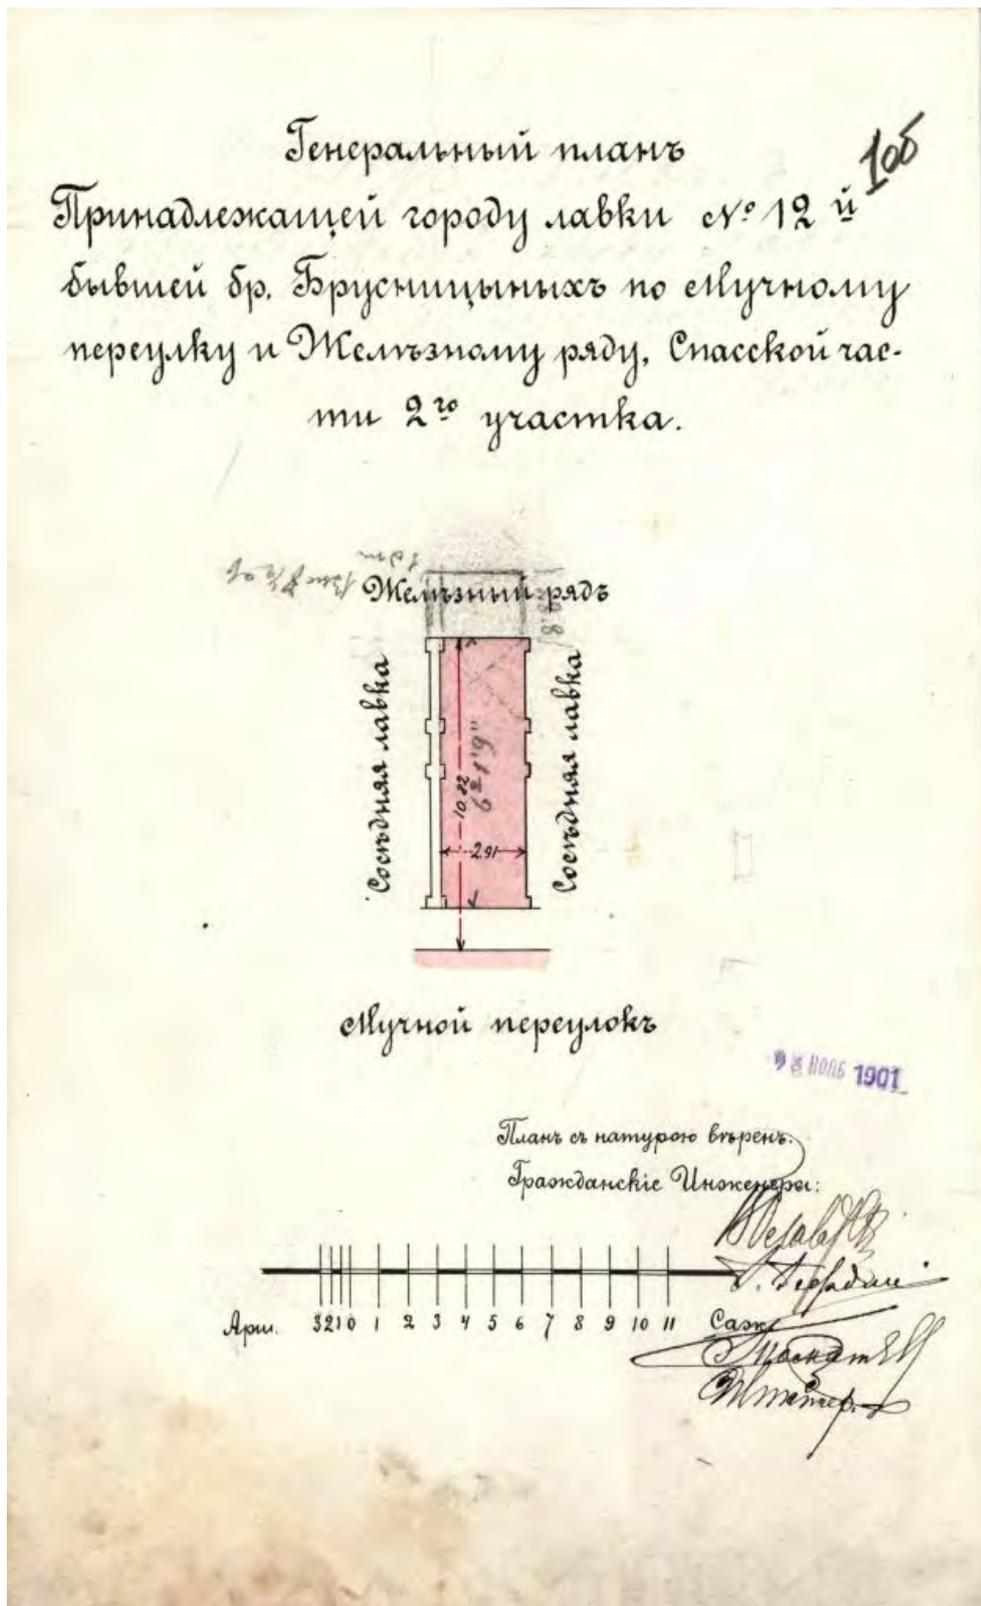 106
Генеральный планъ
Принадлежащей городу лавки № 12 й
бывшей бр. Брусницыныхъ по Мучному
переулку и Желѣзному ряду, Спасской час-
ти 2го участка.
Желѣзный рядъ
Сосѣдняя лавка
10.82
2.91
Сосѣдняя лавка
Мучной переулокъ
НОЯБ 1901
Планъ съ натурою вѣренъ.
Гражданскіе Инженеры:
Арш. 3 2 1 0 1 2 3 4 5 6 7 8 9 10 11 Саж.